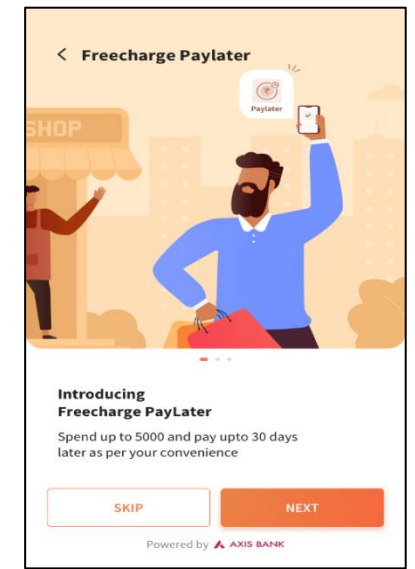 Freecharge Paylater
Paylater
SHOP
Introducing
Freecharge PayLater
Spend up to 5000 and pay upto 30 days
later as per your convenience
SKIP
NEXT
Powered by AXIS BANK